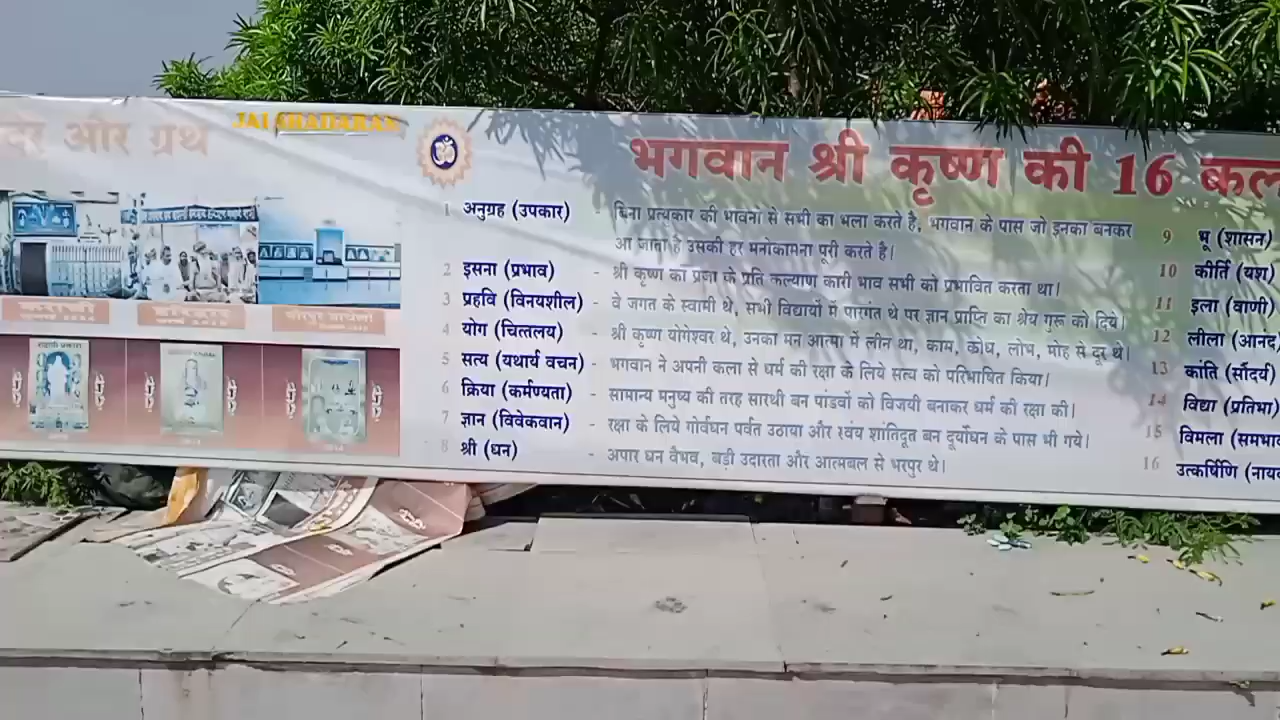 और ग्रंथ
JAI SHADARAM
भगवान श्री कृष्ण की 16
1 अनुग्रह (उपकार) - बिना प्रत्यकार की भावना से सभी का भला करते है, भगवान के पास जो इनका बनकर
आ जाता है उसकी हर मनोकामना पूरी करते है।
2 इसना (प्रभाव) - श्री कृष्ण का प्रजा के प्रति कल्याण कारी भाव सभी को प्रभावित करता था।
3 प्रहवि (विनयशील) - वे जगत के स्वामी थे, सभी विद्यायों में पारगंत थे पर ज्ञान प्राप्ति का श्रेय गुरू को दिये।
4 योग (चित्तलय) - श्री कृष्ण योगेश्वर थे, उनका मन आत्मा में लीन था, काम, क्रोध, लोभ, मोह से दूर थे।
5 सत्य (यथार्य वचन) - भगवान ने अपनी कला से धर्म की रक्षा के लिये सत्य को परिभाषित किया।
6 क्रिया (कर्मण्यता) - सामान्य मनुष्य की तरह सारथी बन पांडवों को विजयी बनाकर धर्म की रक्षा की।
7 ज्ञान (विवेकवान) - रक्षा के लिये गोर्वधन पर्वत उठाया और स्वंय शांतिदूत बन दूर्योधन के पास भी गये।
8 श्री (धन) - अपार धन वैभव, बड़ी उदारता और आत्मबल से भरपुर थे।
9 भू (शासन)
10 कीर्ति (यश)
11 इला (वाणी)
12 लीला (आनंद
13 कांति (सौंदर्य)
14 विद्या (प्रतिभा)
15 विमला (समभाव
16 उत्कर्षिणि (नायक